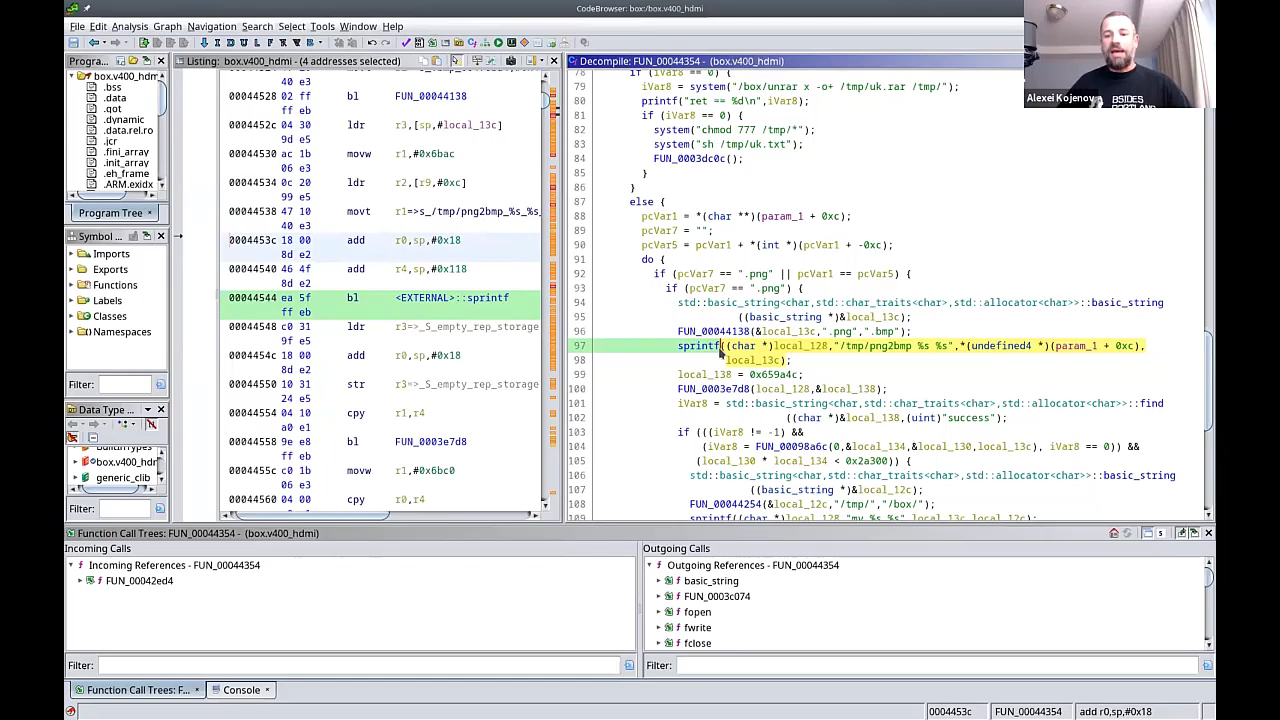 CodeBrowser: box:/box.v400_hdmi
File Edit Analysis Graph Navigation Search Select Tools Window Help
Progra...
box.v400_hdm
.bss
.data
.got
.dynamic
.data.rel.ro
.jcr
.fini_array
.init_array
.eh_frame
.ARM.exidx
Program Tree ×
Symbol ...
Imports
Exports
Functions
Labels
Classes
Namespaces
Filter:
Data Type ...
box.v400_hdm
generic_clib
Filter:
Listing: box.v400_hdmi - (4 addresses selected)
40 e3
00044528 02 ff bl FUN_00044138
ff eb
0004452c 04 30 ldr r3,[sp,#local_13c]
9d e5
00044530 ac 1b movw r1,#0x6bac
06 e3
00044534 0c 20 ldr r2,[r9,#0xc]
99 e5
00044538 47 10 movt r1=>s_/tmp/png2bmp_%s_%s_
40 e3
0004453c 18 00 add r0,sp,#0x18
8d e2
00044540 46 4f add r4,sp,#0x118
8d e2
00044544 ea 5f bl <EXTERNAL>::sprintf
ff eb
00044548 c0 31 ldr r3=>_S_empty_rep_storage
9d e5
0004454c 18 00 add r0,sp,#0x18
8d e2
00044550 10 31 str r3=>_S_empty_rep_storage
24 e5
00044554 04 10 cpy r1,r4
a0 e1
00044558 9e e8 bl FUN_0003e7d8
ff eb
0004455c c0 1b movw r1,#0x6bc0
06 e3
00044560 04 00 cpy r0,r4
Decompile: FUN_00044354 - (box.v400_hdmi)
78 if (iVar8 == 0) {
79 iVar8 = system("/box/unrar x -o+ /tmp/uk.rar /tmp/");
80 printf("ret == %d\n",iVar8);
81 if (iVar8 == 0) {
82 system("chmod 777 /tmp/*");
83 system("sh /tmp/uk.txt");
84 FUN_0003dc0c();
85 }
86 }
87 else {
88 pcVar1 = *(char **)(param_1 + 0xc);
89 pcVar7 = "";
90 pcVar5 = pcVar1 + *(int *)(pcVar1 + -0xc);
91 do {
92 if (pcVar7 == ".png" || pcVar1 == pcVar5) {
93 if (pcVar7 == ".png") {
94 std::basic_string<char,std::char_traits<char>,std::allocator<char>>::basic_string
95 ((basic_string *)&local_13c);
96 FUN_00044138(&local_13c,".png",".bmp");
97 sprintf((char *)local_128,"/tmp/png2bmp %s %s",*(undefined4 *)(param_1 + 0xc),
98 local_13c);
99 local_138 = 0x659a4c;
100 FUN_0003e7d8(local_128,&local_138);
101 iVar8 = std::basic_string<char,std::char_traits<char>,std::allocator<char>>::find
102 ((char *)&local_138,(uint)"success");
103 if (((iVar8 != -1) &&
104 (iVar8 = FUN_00098a6c(0,&local_134,&local_130,local_13c), iVar8 == 0)) &&
105 (local_130 * local_134 < 0x2a300)) {
106 std::basic_string<char,std::char_traits<char>,std::allocator<char>>::basic_string
107 ((basic_string *)&local_12c);
108 FUN_00044254(&local_12c,"/tmp/","/box/");
109 sprintf((char *)local_128,"mv %s %s",local_13c,local_12c);
Alexei Kojenov
BSIDES
PORTLAND
Function Call Trees: FUN_00044354 - (box.v400_hdmi)
Incoming Calls
Incoming References - FUN_00044354
FUN_00042ed4
Filter:
Outgoing Calls
Outgoing References - FUN_00044354
basic_string
FUN_0003c074
fopen
fwrite
fclose
Filter:
Function Call Trees: F... × Console ×
0004453c FUN_00044354 add r0,sp,#0x18